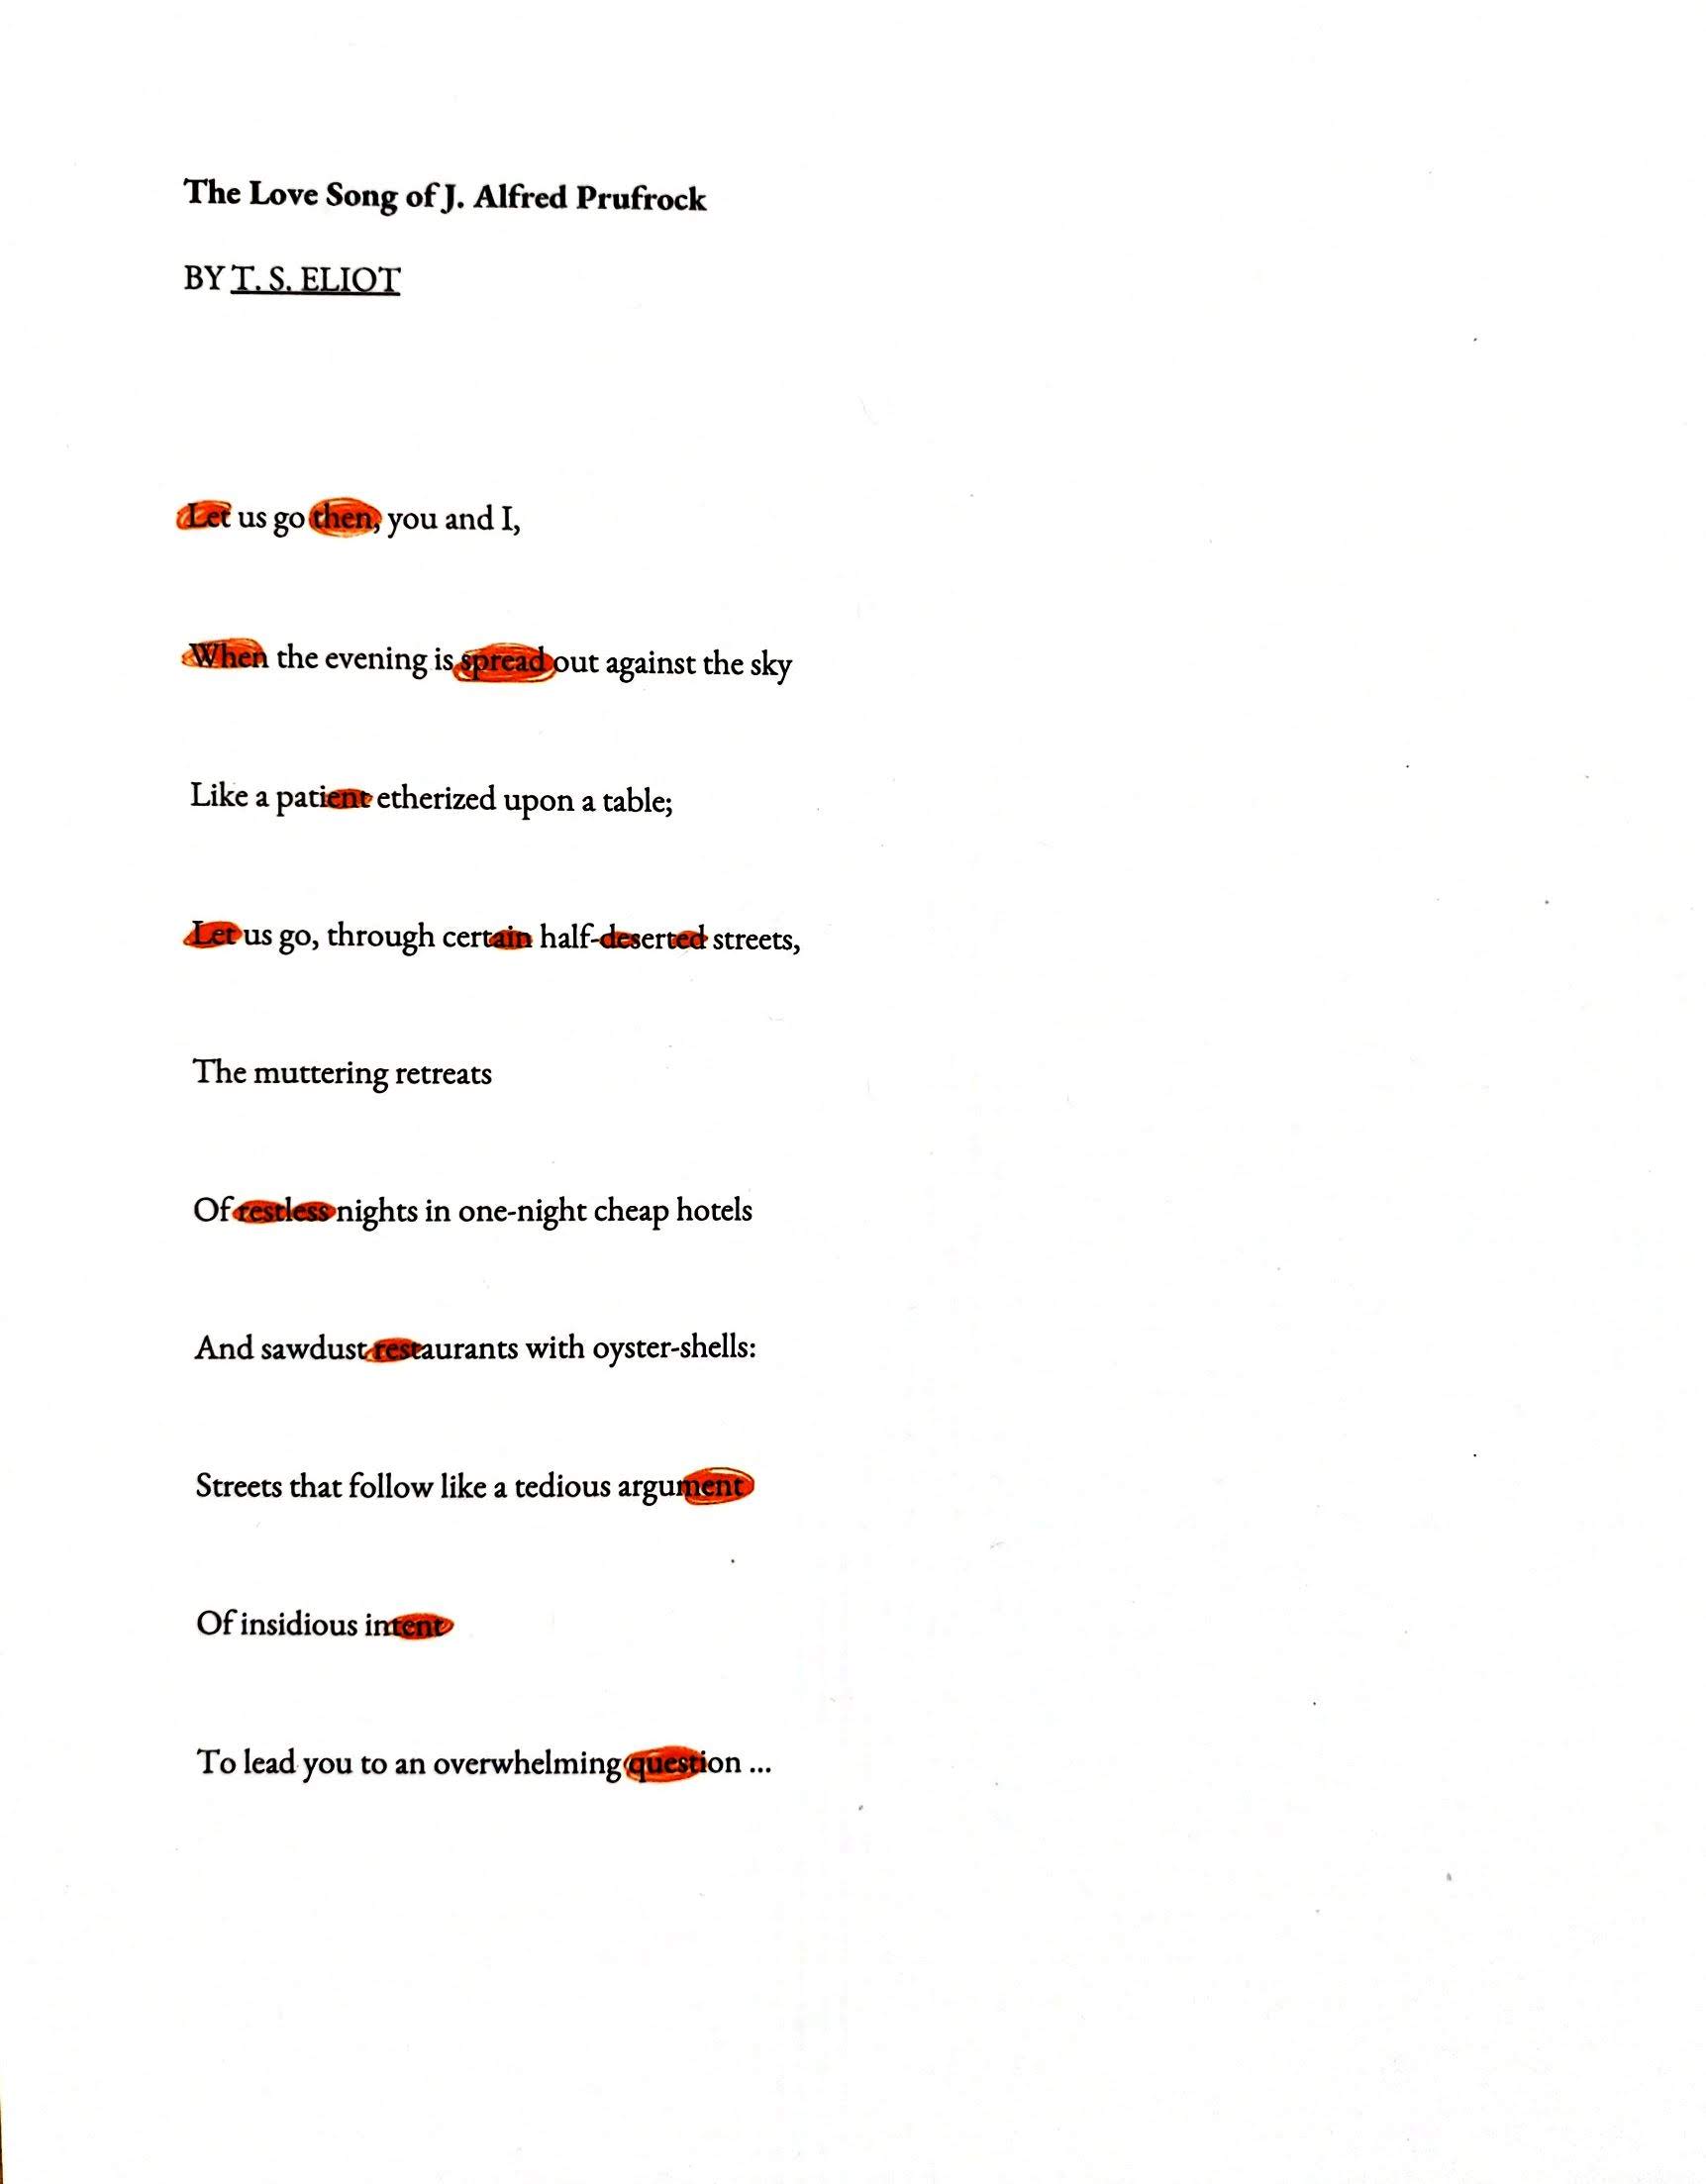 The Love Song of J. Alfred Prufrock
BY T. S. ELIOT
Let us go then, you and I,
When the evening is spread out against the sky
Like a patient etherized upon a table;
Let us go, through certain half-deserted streets,
The muttering retreats
Of restless nights in one-night cheap hotels
And sawdust restaurants with oyster-shells:
Streets that follow like a tedious argument
Of insidious intent
To lead you to an overwhelming question ...